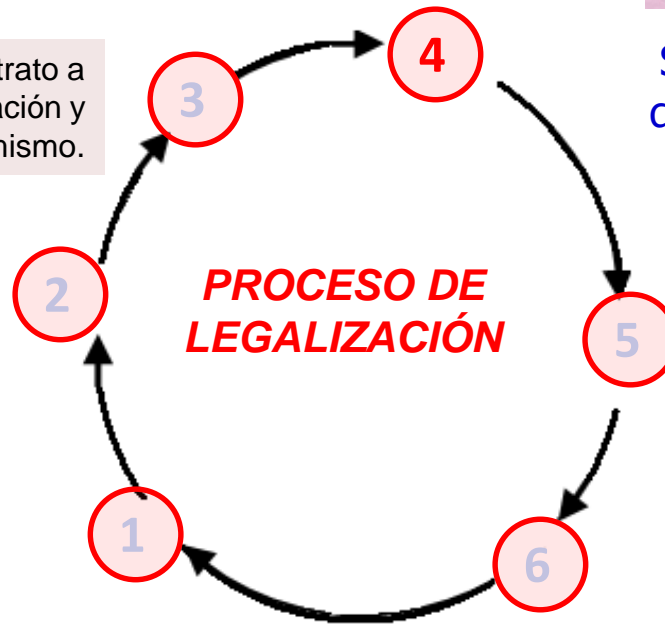 trato a
ación y
nismo.
4
S
3
2
PROCESO DE
LEGALIZACIÓN
5
1
6